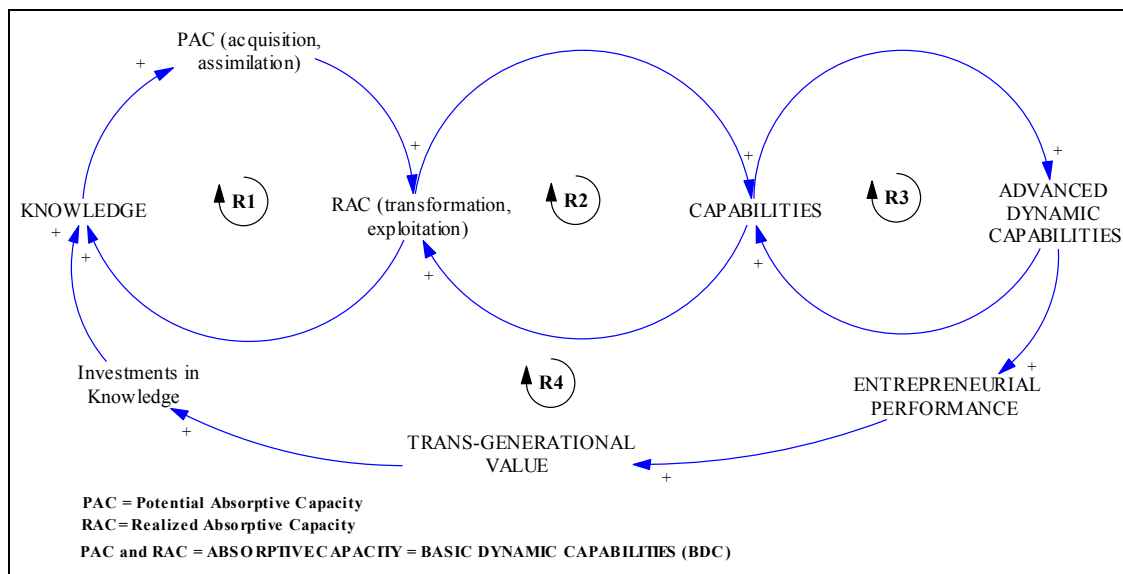 PAC (acquisition,
assimilation)
+
+
+
+
R1
R2
R3
KNOWLEDGE
RAC (transformation,
exploitation)
CAPABILITIES
ADVANCED
DYNAMIC
CAPABILITIES
+
+
+
+
Investments in
Knowledge
R4
+
ENTREPRENEURIAL
PERFORMANCE
+
TRANS-GENERATIONAL
VALUE
+
PAC = Potential Absorptive Capacity
RAC= Realized Absorptive Capacity
PAC and RAC = ABSORPTIVE CAPACITY = BASIC DYNAMIC CAPABILITIES (BDC)